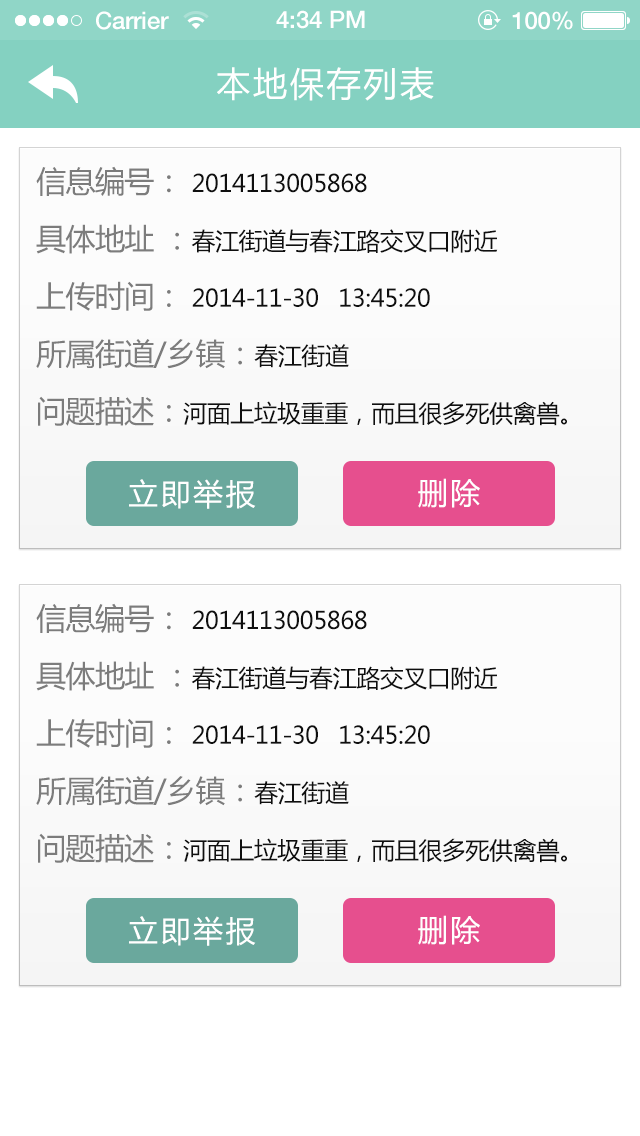 Carrier 4:34 PM 100%
本地保存列表
信息编号： 2014113005868
具体地址 ：春江街道与春江路交叉口附近
上传时间： 2014-11-30 13:45:20
所属街道/乡镇：春江街道
问题描述：河面上垃圾重重，而且很多死供禽兽。
立即举报 删除
信息编号： 2014113005868
具体地址 ：春江街道与春江路交叉口附近
上传时间： 2014-11-30 13:45:20
所属街道/乡镇：春江街道
问题描述：河面上垃圾重重，而且很多死供禽兽。
立即举报 删除